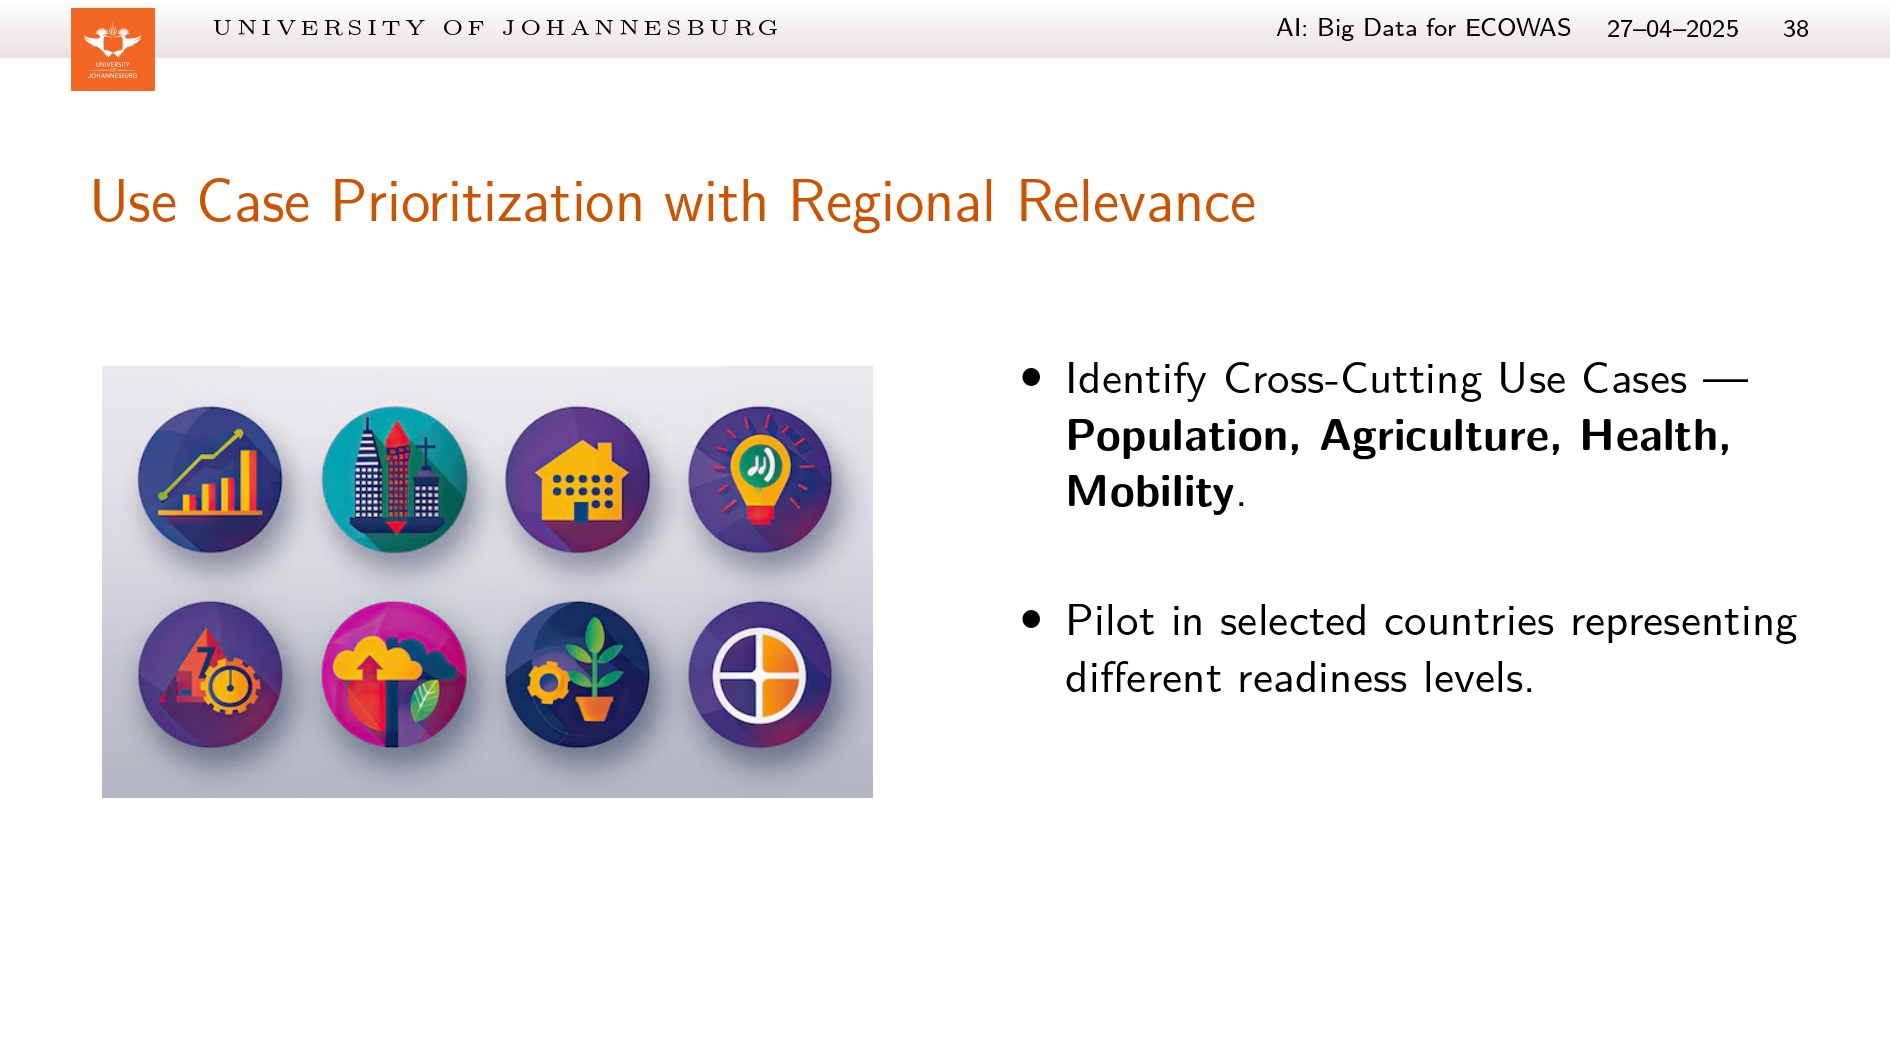 UNIVERSITY OF JOHANNESBURG
AI: Big Data for ECOWAS 27–04–2025 38
UNIVERSITY
OF
JOHANNESBURG
Use Case Prioritization with Regional Relevance
• Identify Cross-Cutting Use Cases —
Population, Agriculture, Health,
Mobility.
7
• Pilot in selected countries representing
different readiness levels.